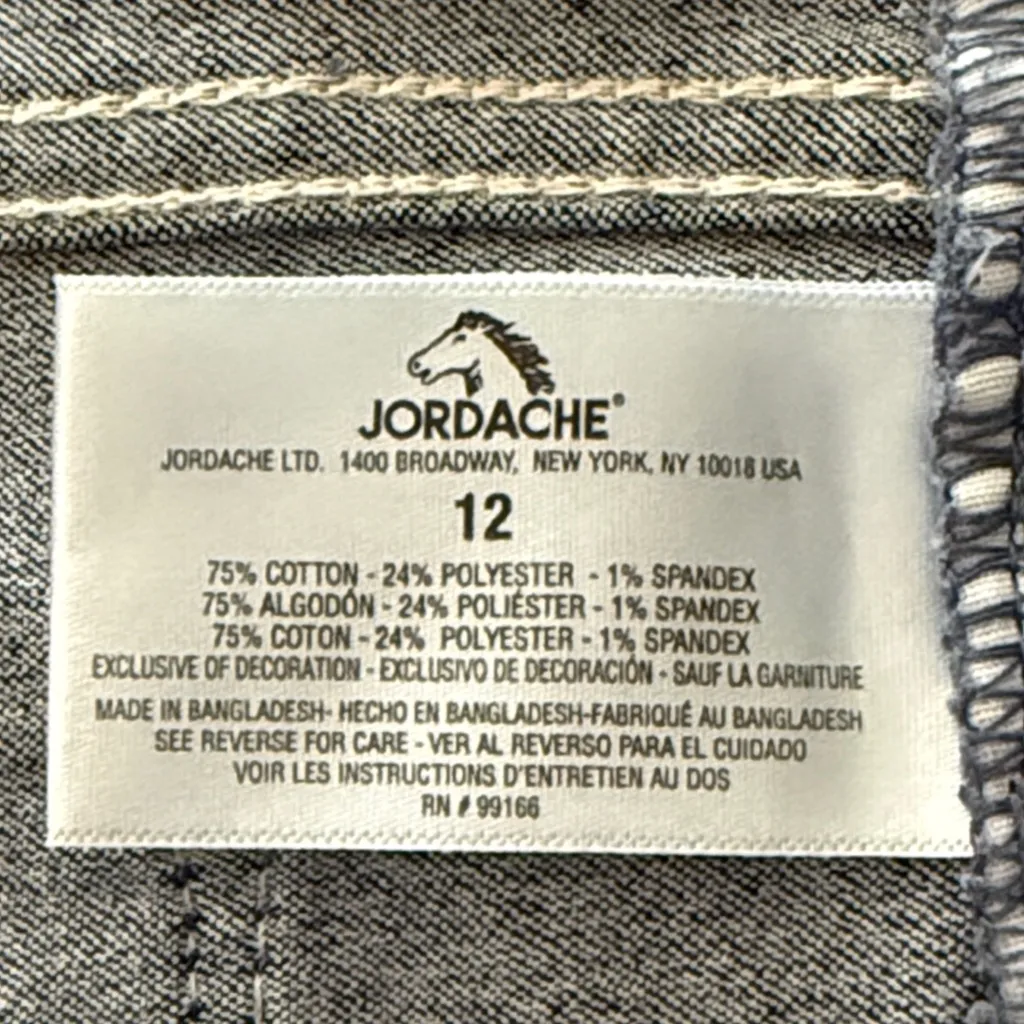 JORDACHE®
JORDACHE LTD. 1400 BROADWAY, NEW YORK, NY 10018 USA
12
75% COTTON - 24% POLYESTER - 1% SPANDEX
75% ALGODÓN - 24% POLIÉSTER - 1% SPANDEX
75% COTON - 24% POLYESTER - 1% SPANDEX
EXCLUSIVE OF DECORATION - EXCLUSIVO DE DECORACIÓN - SAUF LA GARNITURE
MADE IN BANGLADESH- HECHO EN BANGLADESH-FABRIQUÉ AU BANGLADESH
SEE REVERSE FOR CARE - VER AL REVERSO PARA EL CUIDADO
VOIR LES INSTRUCTIONS D'ENTRETIEN AU DOS
RN # 99166